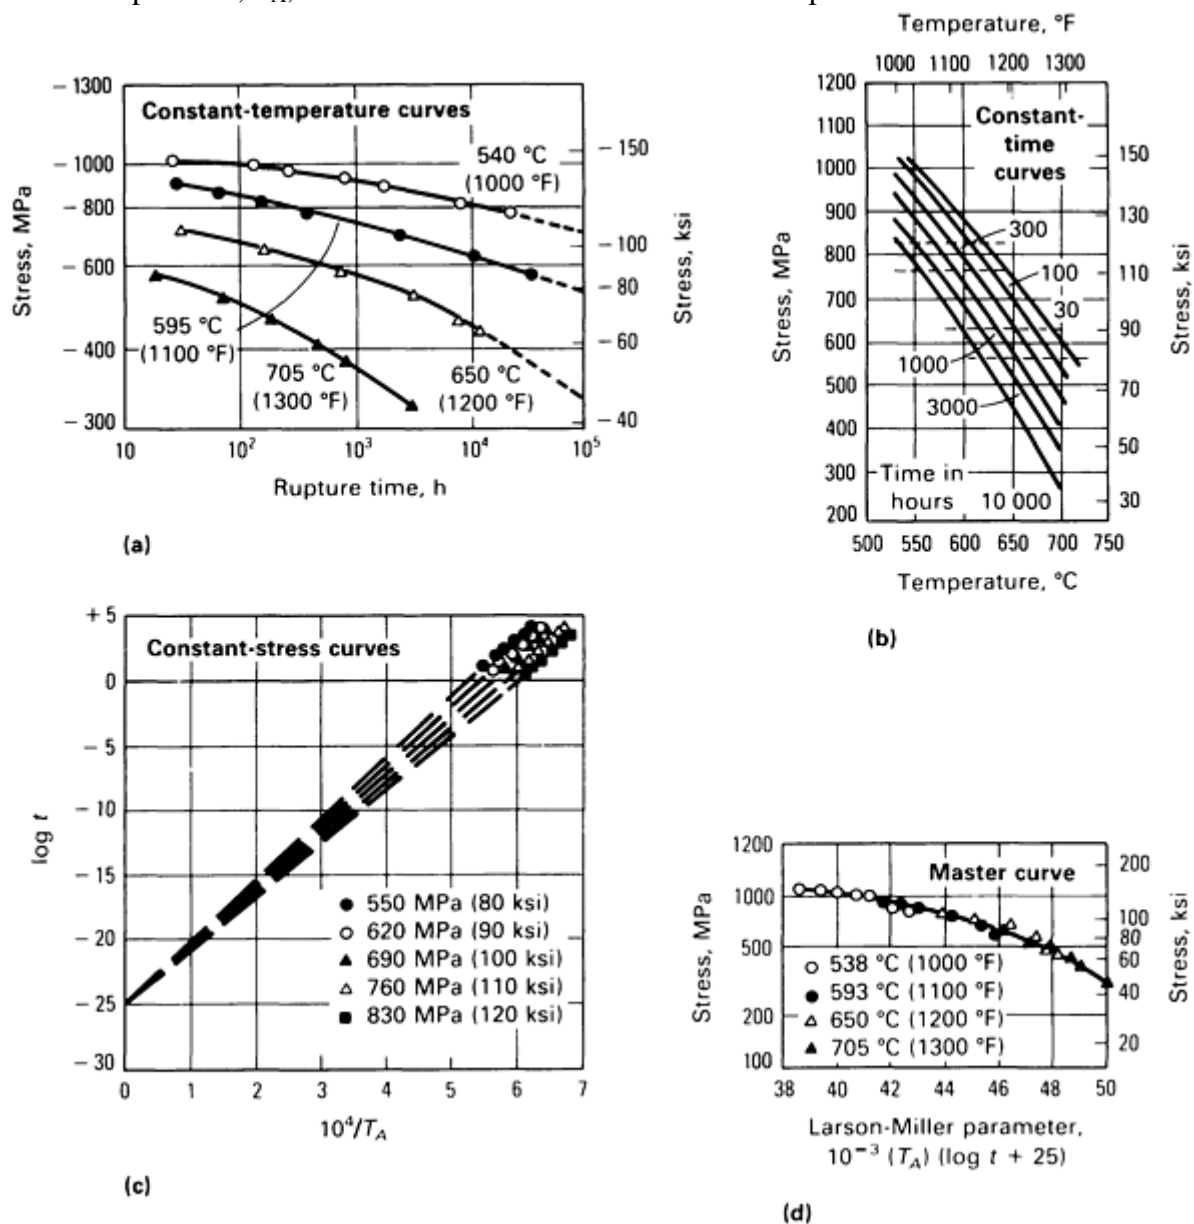 Constant-temperature curves
– 1300
– 1000
– 800
– 600
– 400
– 300
Stress, MPa
540 °C
(1000 °F)
595 °C
(1100 °F)
705 °C
(1300 °F)
650 °C
(1200 °F)
– 150
– 100
– 80
– 60
– 40
Stress, ksi
10
10²
10³
10⁴
10⁵
Rupture time, h
(a)
Temperature, °F
1000 1100 1200 1300
1200
1100
1000
900
800
700
600
500
400
300
200
Stress, MPa
Constant-
time
curves
300
100
30
1000
3000
Time in
hours
10 000
150
130
110
90
70
50
30
Stress, ksi
500 550 600 650 700 750
Temperature, °C
(b)
+ 5
0
– 5
– 10
– 15
– 20
– 25
– 30
log t
Constant-stress curves
550 MPa (80 ksi)
620 MPa (90 ksi)
690 MPa (100 ksi)
760 MPa (110 ksi)
830 MPa (120 ksi)
0 1 2 3 4 5 6 7
10⁴/T_A
(c)
1200
1000
500
200
100
Stress, MPa
Master curve
538 °C (1000 °F)
593 °C (1100 °F)
650 °C (1200 °F)
705 °C (1300 °F)
200
100
80
60
40
20
Stress, ksi
38 40 42 44 46 48 50
Larson-Miller parameter,
10⁻³ (T_A) (log t + 25)
(d)